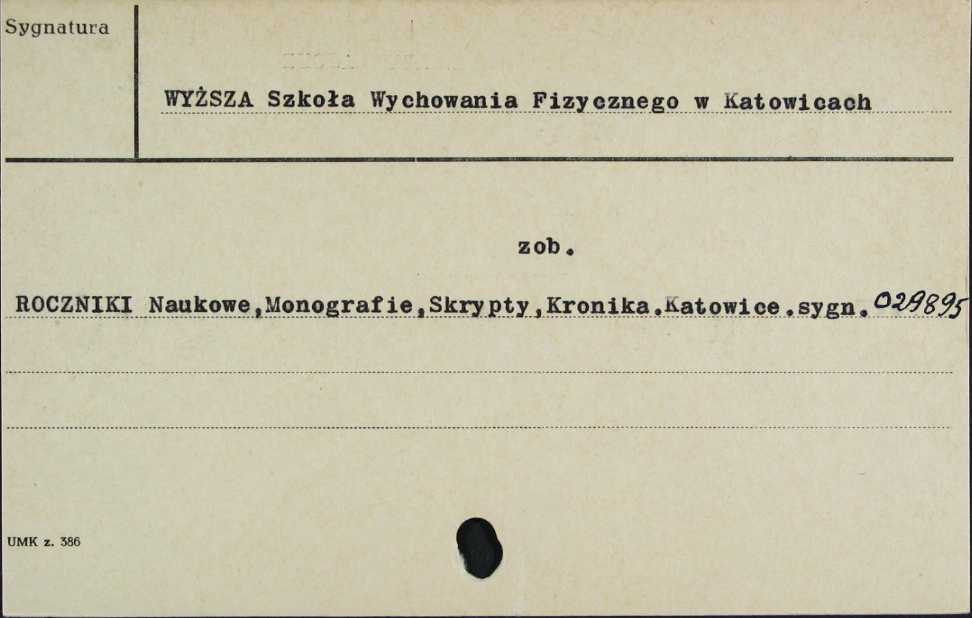 Sygnatura
WYŻSZA Szkoła Wychowania Fizycznego w Katowicach
zob.
ROCZNIKI Naukowe,Monografie,Skrypty,Kronika.Katowice.sygn. 029895
UMK z. 386